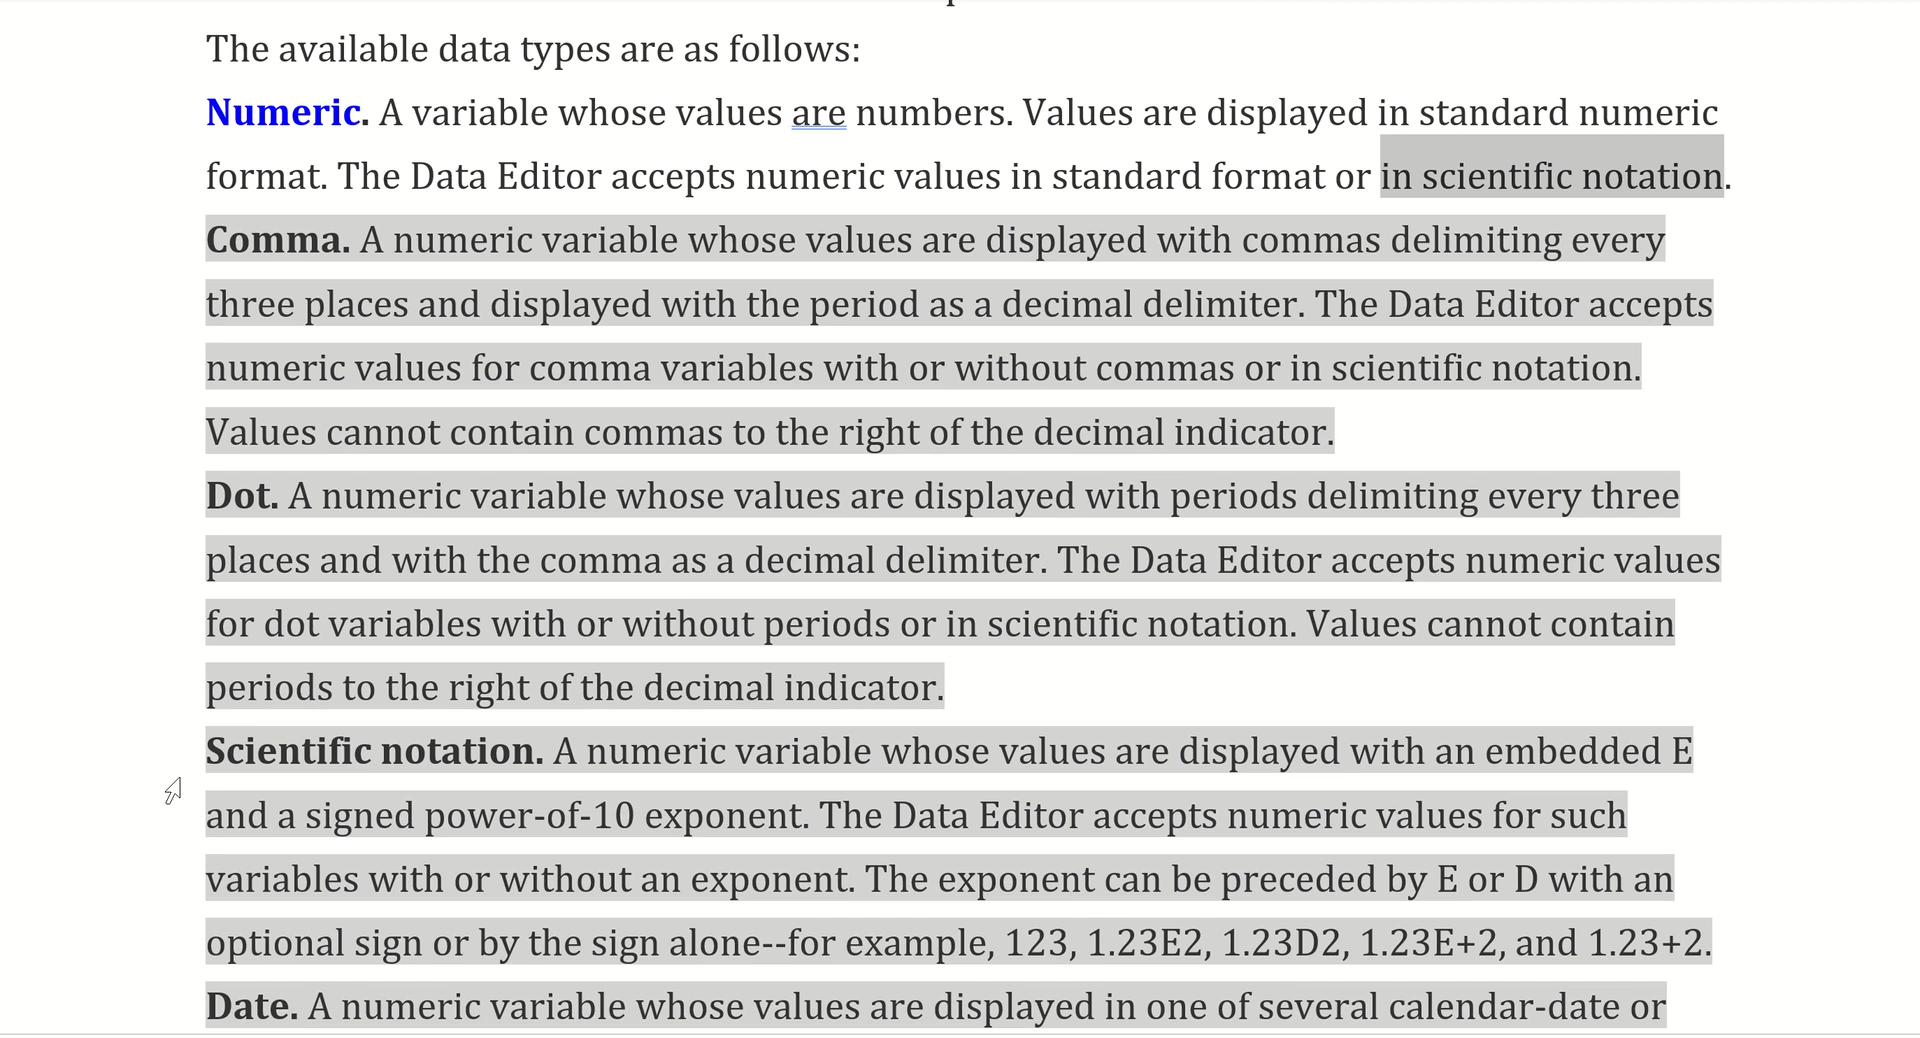 The available data types are as follows:
Numeric. A variable whose values are numbers. Values are displayed in standard numeric
format. The Data Editor accepts numeric values in standard format or in scientific notation.
Comma. A numeric variable whose values are displayed with commas delimiting every
three places and displayed with the period as a decimal delimiter. The Data Editor accepts
numeric values for comma variables with or without commas or in scientific notation.
Values cannot contain commas to the right of the decimal indicator.
Dot. A numeric variable whose values are displayed with periods delimiting every three
places and with the comma as a decimal delimiter. The Data Editor accepts numeric values
for dot variables with or without periods or in scientific notation. Values cannot contain
periods to the right of the decimal indicator.
Scientific notation. A numeric variable whose values are displayed with an embedded E
and a signed power-of-10 exponent. The Data Editor accepts numeric values for such
variables with or without an exponent. The exponent can be preceded by E or D with an
optional sign or by the sign alone--for example, 123, 1.23E2, 1.23D2, 1.23E+2, and 1.23+2.
Date. A numeric variable whose values are displayed in one of several calendar-date or